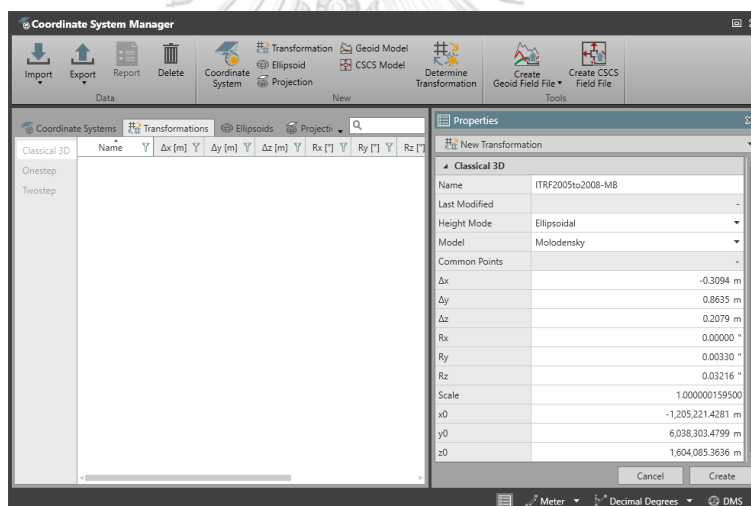 Coordinate System Manager
Import
Export
Report
Delete
Data
Coordinate System
Transformation
Ellipsoid
Projection
Geoid Model
CSCS Model
New
Determine Transformation
Create Geoid Field File
Create CSCS Field File
Tools
Coordinate Systems
Transformations
Ellipsoids
Projecti
Classical 3D
Onestep
Twostep
Name Δx [m] Δy [m] Δz [m] Rx ["] Ry ["] Rz ["]
Properties
New Transformation
Classical 3D
Name ITRF2005to2008-MB
Last Modified -
Height Mode Ellipsoidal
Model Molodensky
Common Points -
Δx -0.3094 m
Δy 0.8635 m
Δz 0.2079 m
Rx 0.00000 "
Ry 0.00330 "
Rz 0.03216 "
Scale 1.000000159500
x0 -1,205,221.4281 m
y0 6,038,303.4799 m
z0 1,604,085.3636 m
Cancel Create
Meter Decimal Degrees DMS